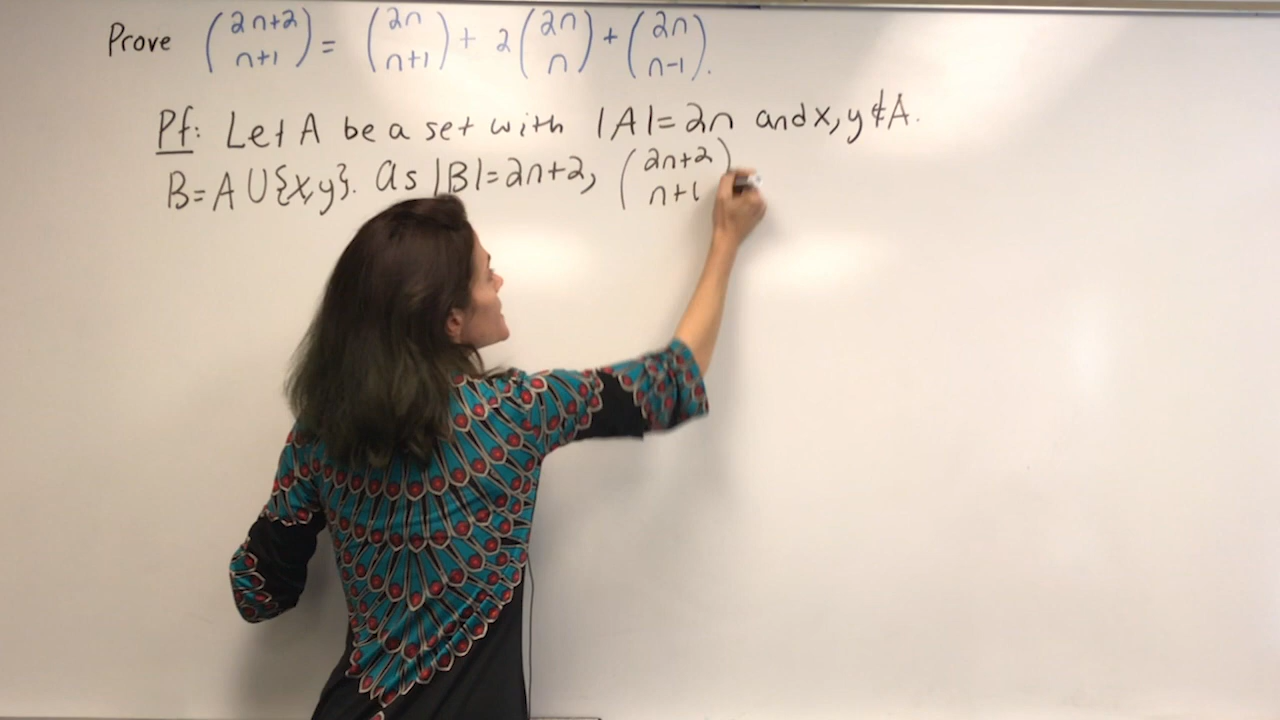 Prove (2n+2 n+1) = (2n n+1) + 2(2n n) + (2n n-1).
Pf: Let A be a set with |A|=2n and x,y∉A.
B=A∪{x,y}. As |B|=2n+2, (2n+2 n+1)